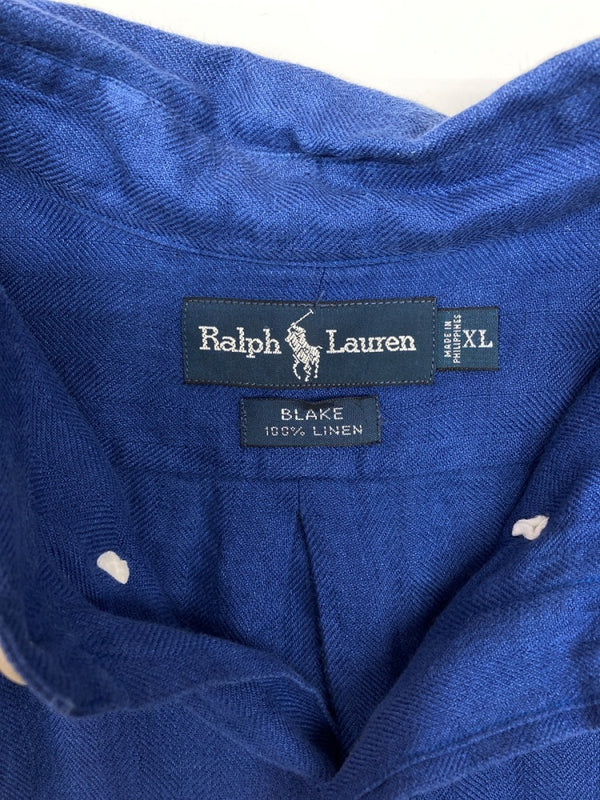 Ralph Lauren
MADE IN
PHILIPPINES
XL
BLAKE
100% LINEN